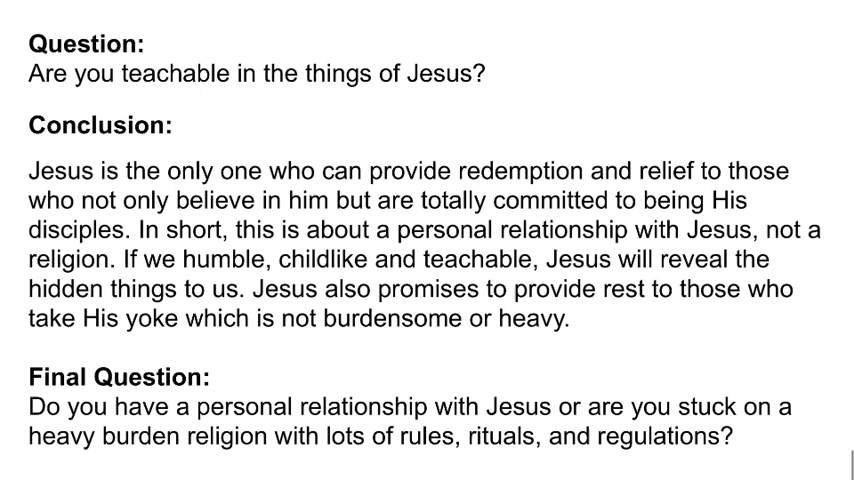 Question:
Are you teachable in the things of Jesus?
Conclusion:
Jesus is the only one who can provide redemption and relief to those
who not only believe in him but are totally committed to being His
disciples. In short, this is about a personal relationship with Jesus, not a
religion. If we humble, childlike and teachable, Jesus will reveal the
hidden things to us. Jesus also promises to provide rest to those who
take His yoke which is not burdensome or heavy.
Final Question:
Do you have a personal relationship with Jesus or are you stuck on a
heavy burden religion with lots of rules, rituals, and regulations?